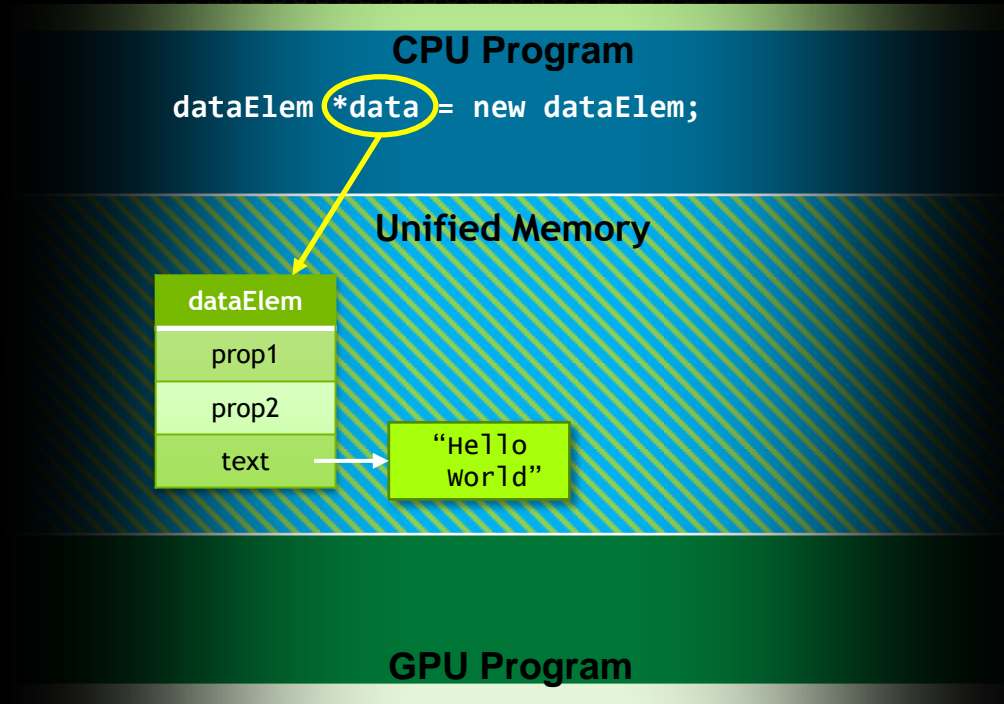 CPU Program
dataElem *data = new dataElem;
Unified Memory
dataElem
prop1
prop2
text
“Hello
World”
GPU Program